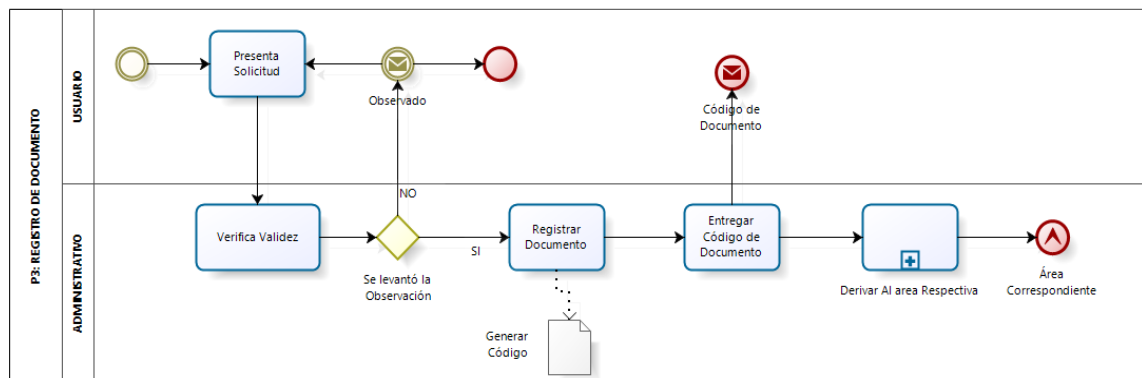 P3: REGISTRO DE DOCUMENTO
USUARIO
Presenta
Solicitud
Observado
Código de
Documento
ADMINISTRATIVO
Verifica Validez
NO
SI
Se levantó la
Observación
Registrar
Documento
Entregar
Código de
Documento
Derivar Al area Respectiva
Área
Correspondiente
Generar
Código